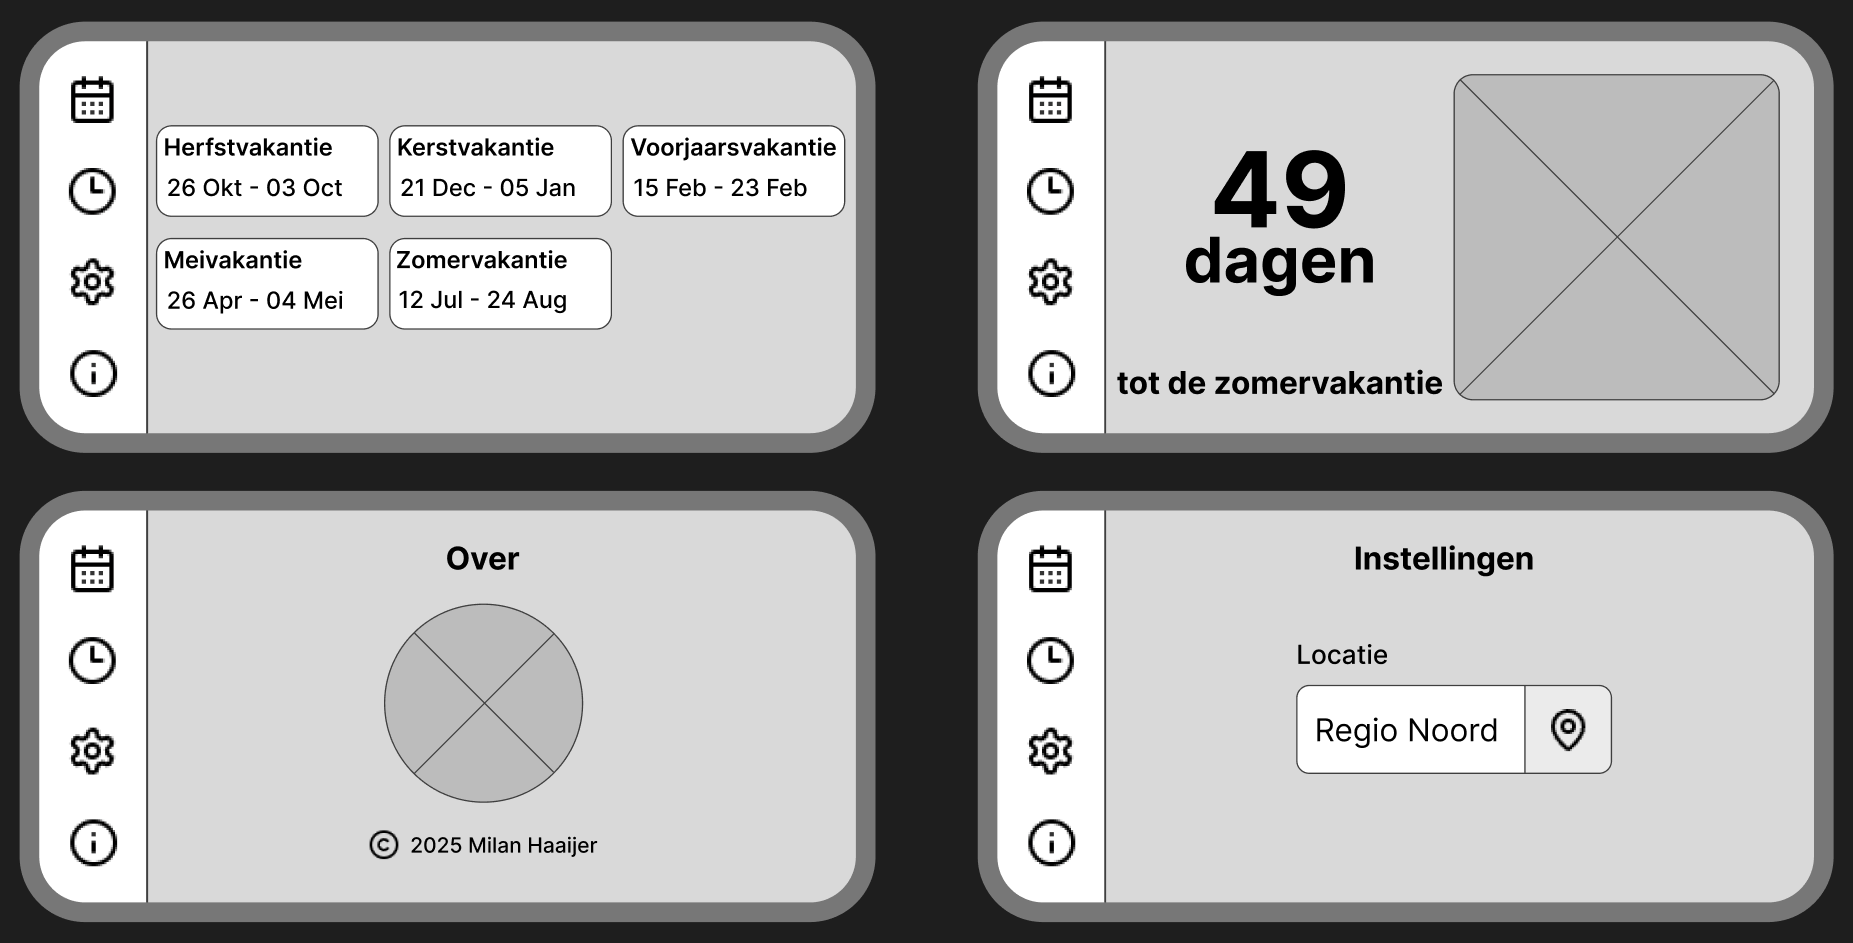 Herfstvakantie
26 Okt - 03 Oct
Kerstvakantie
21 Dec - 05 Jan
Voorjaarsvakantie
15 Feb - 23 Feb
Meivakantie
26 Apr - 04 Mei
Zomervakantie
12 Jul - 24 Aug
49
dagen
tot de zomervakantie
Over
© 2025 Milan Haaijer
Instellingen
Locatie
Regio Noord